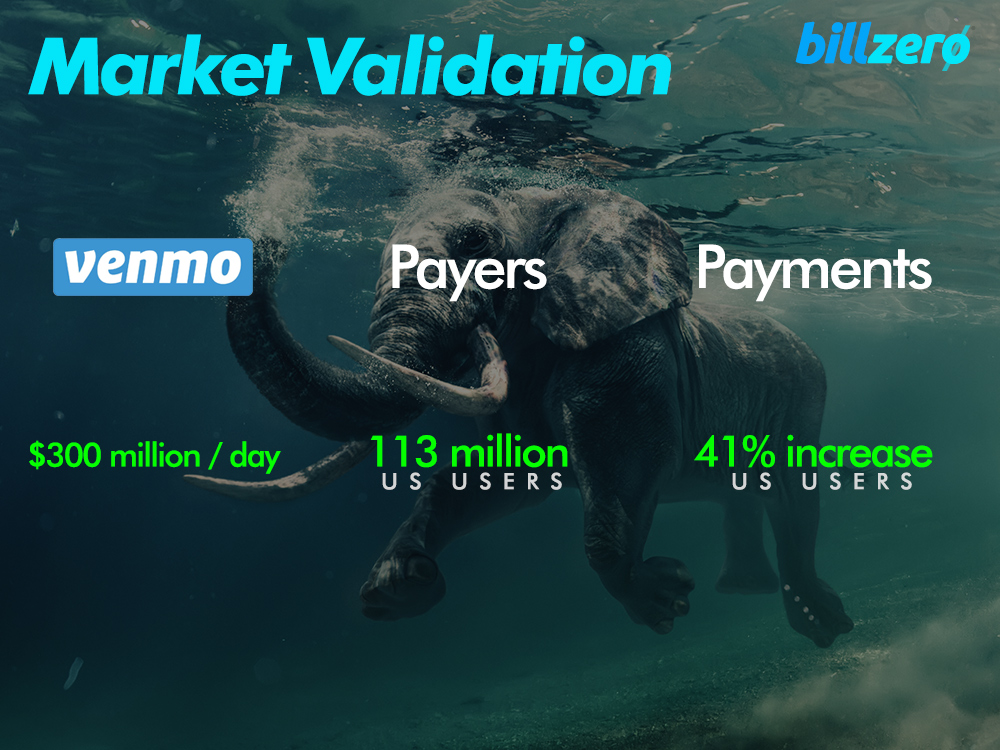 Market Validation
billzerø
venmo
Payers
Payments
$300 million / day
113 million
US USERS
41% increase
US USERS